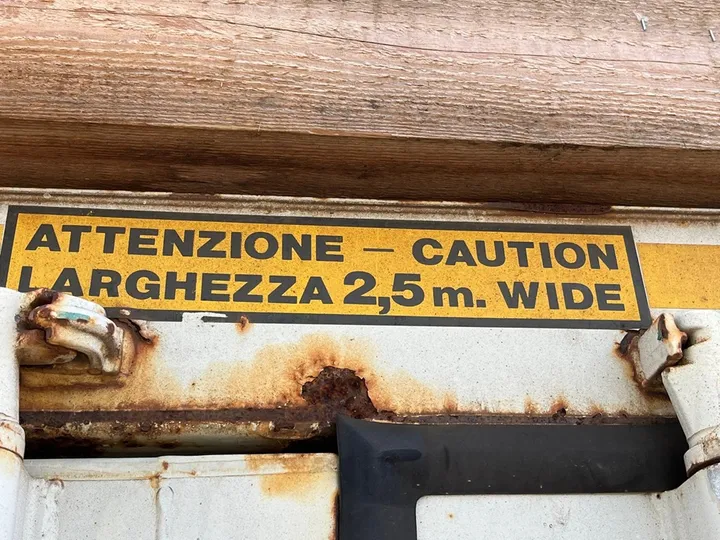 ATTENZIONE — CAUTION
LARGHEZZA 2,5 m. WIDE